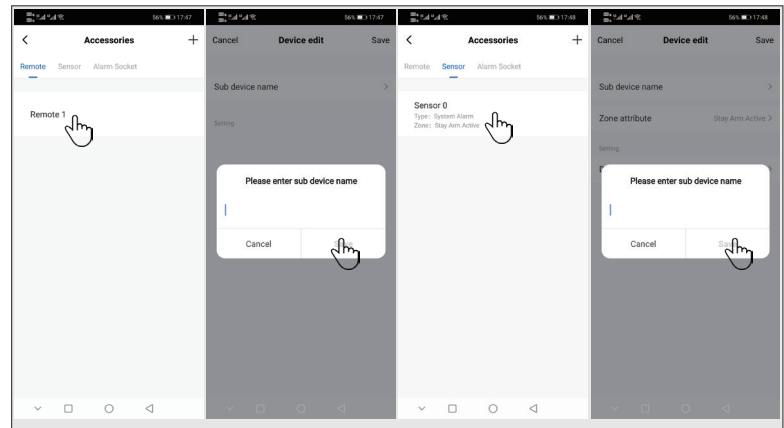 56% 17:47
Accessories
Remote Sensor Alarm Socket
Remote 1
56% 17:47
Cancel Device edit Save
Sub device name
Setting
Please enter sub device name
Cancel
56% 17:48
Accessories
Remote Sensor Alarm Socket
Sensor 0
Type: System Alarm
Zone: Stay Arm Active
56% 17:48
Cancel Device edit Save
Sub device name
Zone attribute Stay Arm Active
Setting
Please enter sub device name
Cancel